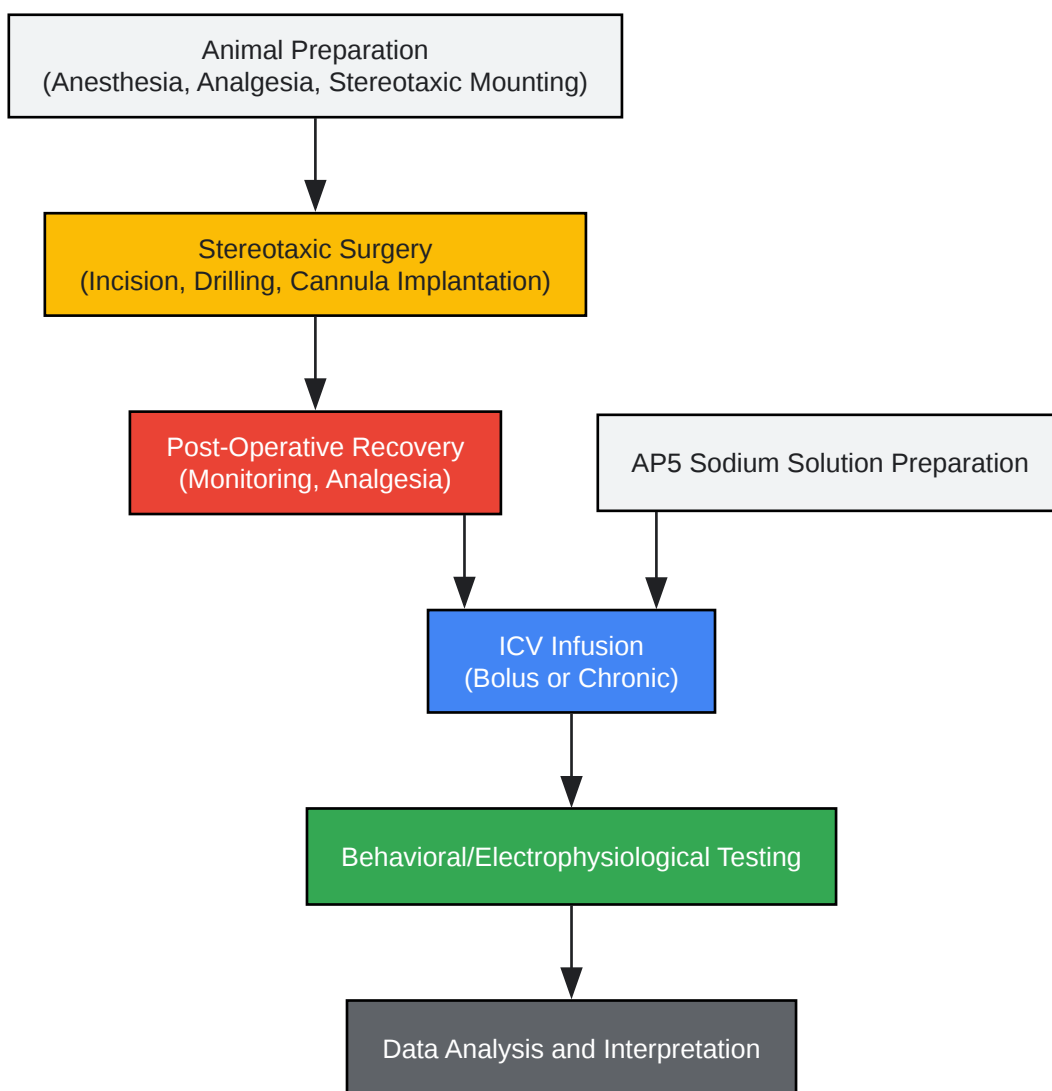 Animal Preparation
(Anesthesia, Analgesia, Stereotaxic Mounting)
Stereotaxic Surgery
(Incision, Drilling, Cannula Implantation)
Post-Operative Recovery
(Monitoring, Analgesia)
AP5 Sodium Solution Preparation
ICV Infusion
(Bolus or Chronic)
Behavioral/Electrophysiological Testing
Data Analysis and Interpretation